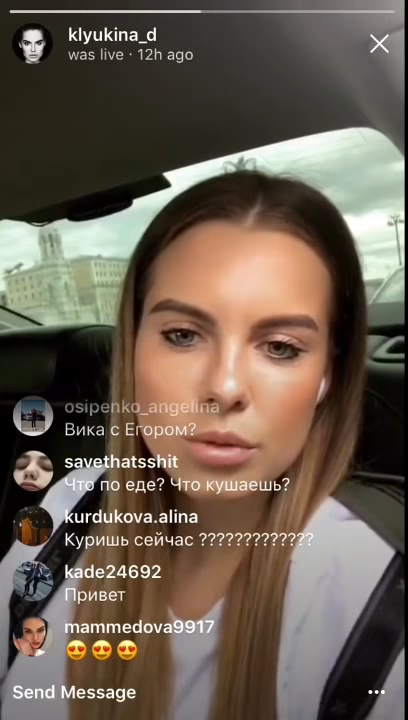 klyukina_d
was live · 12h ago
osipenko_angelina
Вика с Егором?
savethatsshit
Что по еде? Что кушаешь?
kurdukova.alina
Куришь сейчас ?????????????
kade24692
Привет
mammedova9917
😍😍😍
Send Message